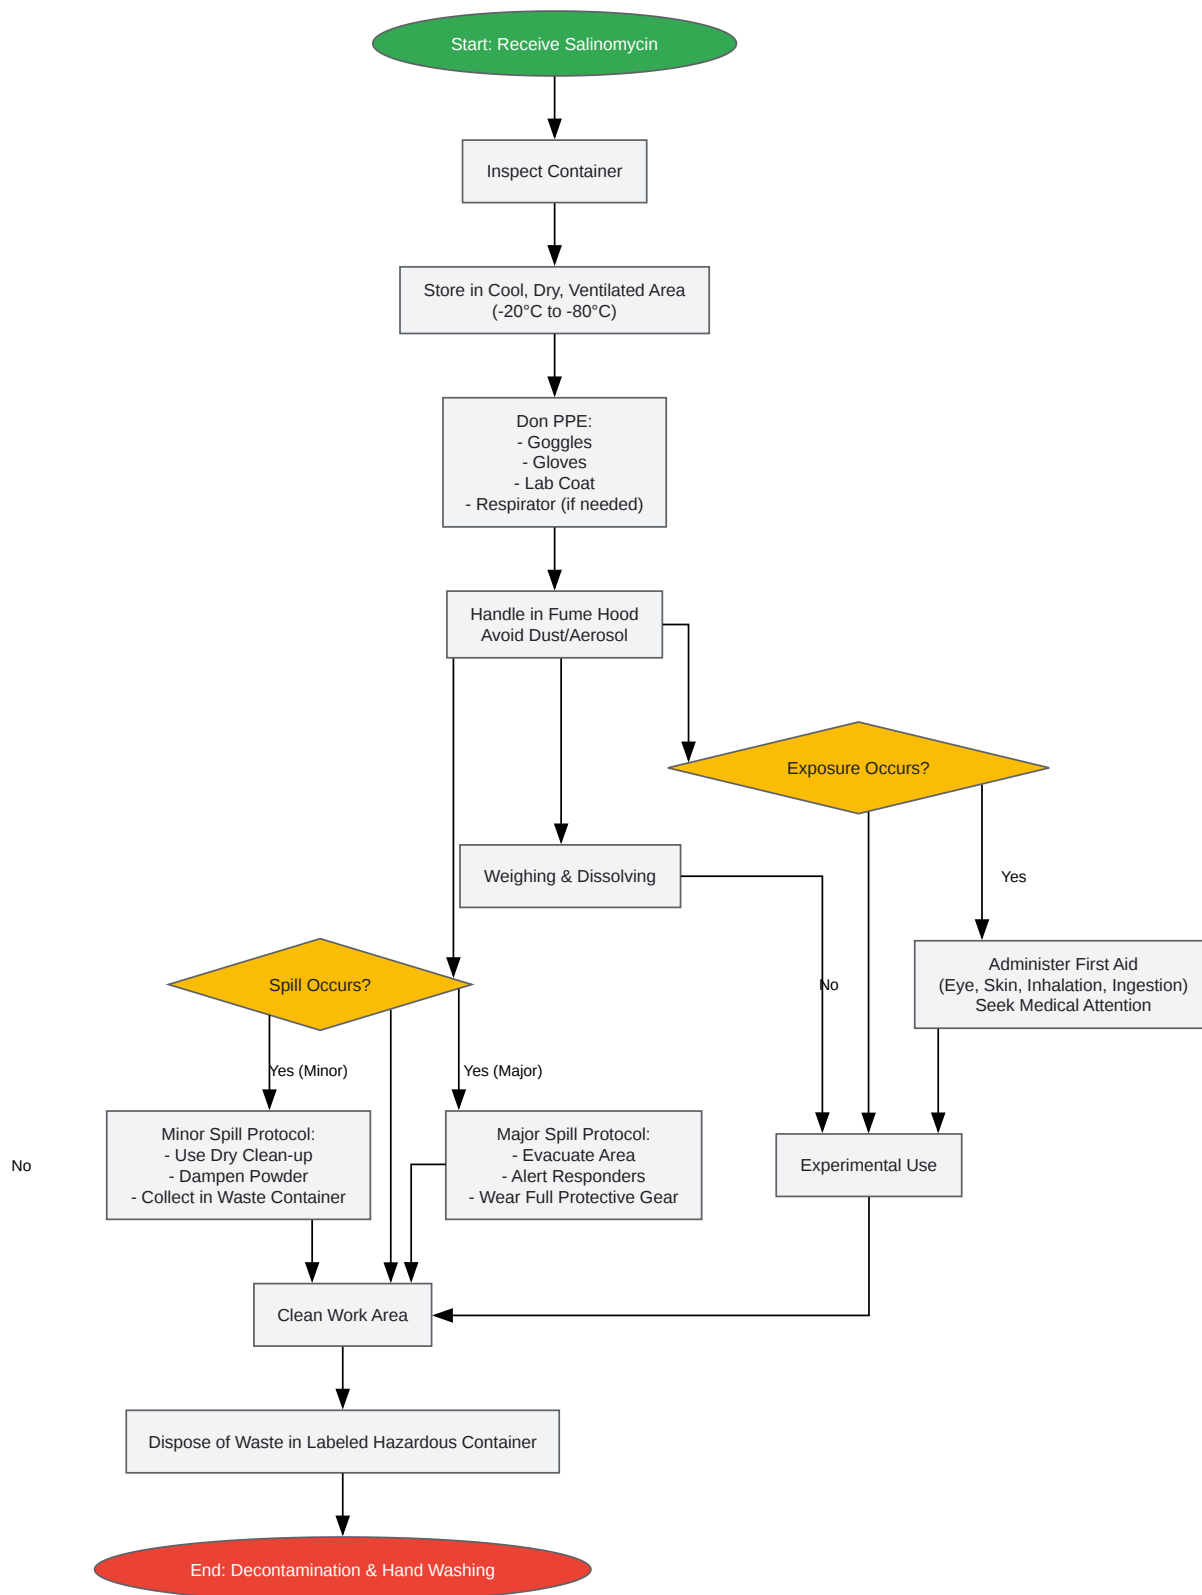 Start: Receive Salinomycin
Inspect Container
Store in Cool, Dry, Ventilated Area
(-20°C to -80°C)
Don PPE:
- Goggles
- Gloves
- Lab Coat
- Respirator (if needed)
Handle in Fume Hood
Avoid Dust/Aerosol
Exposure Occurs?
Weighing & Dissolving
Yes
Spill Occurs?
No
Administer First Aid
(Eye, Skin, Inhalation, Ingestion)
Seek Medical Attention
Yes (Minor)
Yes (Major)
No
Minor Spill Protocol:
- Use Dry Clean-up
- Dampen Powder
- Collect in Waste Container
Major Spill Protocol:
- Evacuate Area
- Alert Responders
- Wear Full Protective Gear
Experimental Use
Clean Work Area
Dispose of Waste in Labeled Hazardous Container
End: Decontamination & Hand Washing